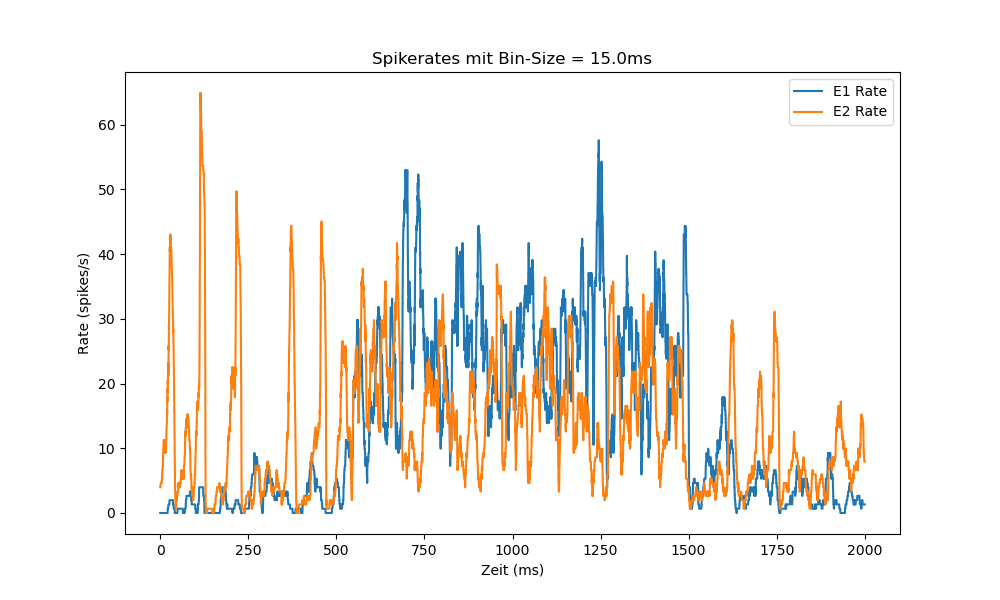 Spikerates mit Bin-Size = 15.0ms
E1 Rate
E2 Rate
Rate (spikes/s)
60
50
40
30
20
10
0
0 250 500 750 1000 1250 1500 1750 2000
Zeit (ms)